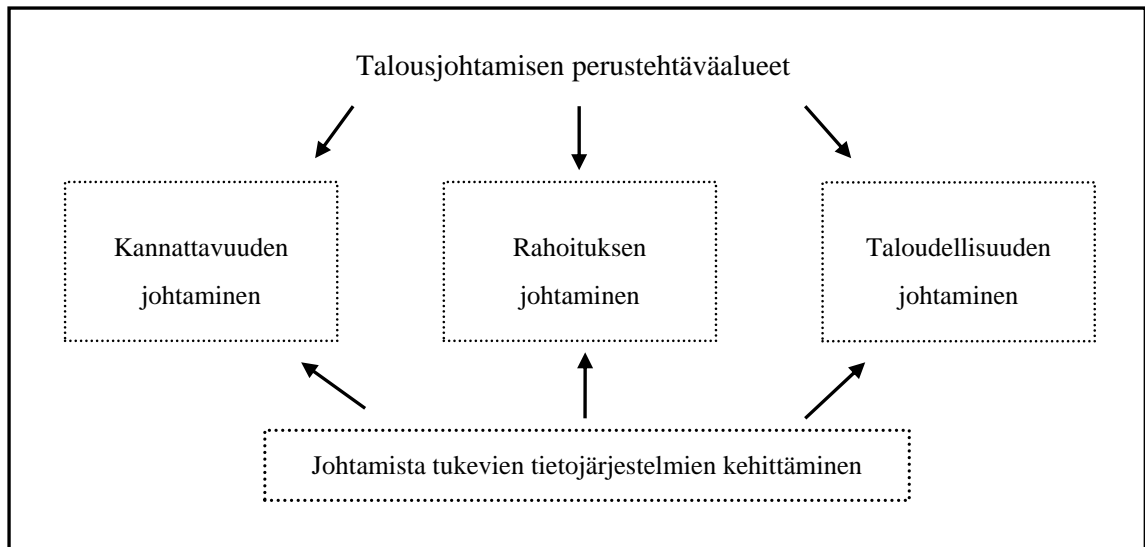 Talousjohtamisen perustehtäväalueet
Kannattavuuden
johtaminen
Rahoituksen
johtaminen
Taloudellisuuden
johtaminen
Johtamista tukevien tietojärjestelmien kehittäminen